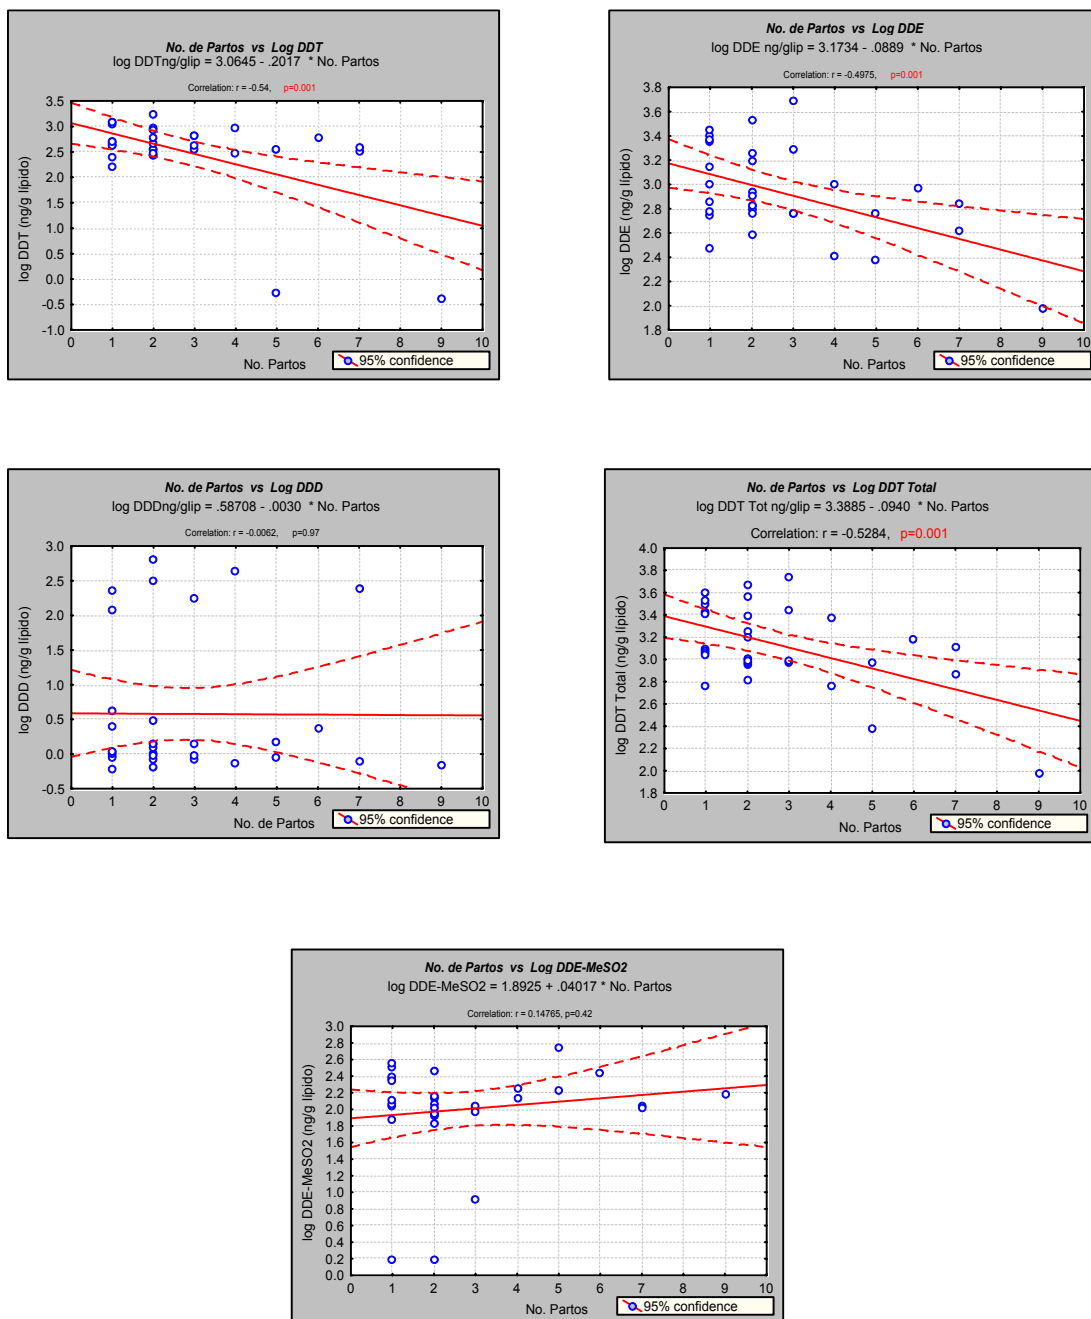 No. de Partos vs Log DDT
log DDTng/glip = 3.0645 - .2017 * No. Partos
Correlation: r = -0.54, p=0.001
3.5
3.0
2.5
2.0
1.5
1.0
0.5
0.0
-0.5
-1.0
log DDT (ng/g lípido)
0 1 2 3 4 5 6 7 8 9 10
No. Partos
95% confidence
No. de Partos vs Log DDE
log DDE ng/glip = 3.1734 - .0889 * No. Partos
Correlation: r = -0.4975, p=0.001
3.8
3.6
3.4
3.2
3.0
2.8
2.6
2.4
2.2
2.0
1.8
log DDE (ng/g lípido)
0 1 2 3 4 5 6 7 8 9 10
No. Partos
95% confidence
No. de Partos vs Log DDD
log DDDng/glip = .58708 - .0030 * No. Partos
Correlation: r = -0.0062, p=0.97
3.0
2.5
2.0
1.5
1.0
0.5
0.0
-0.5
log DDD (ng/g lípido)
0 1 2 3 4 5 6 7 8 9 10
No. de Partos
95% confidence
No. de Partos vs Log DDT Total
log DDT Tot ng/glip = 3.3885 - .0940 * No. Partos
Correlation: r = -0.5284, p=0.001
4.0
3.8
3.6
3.4
3.2
3.0
2.8
2.6
2.4
2.2
2.0
1.8
log DDT Total (ng/g lípido)
0 1 2 3 4 5 6 7 8 9 10
No. Partos
95% confidence
No. de Partos vs Log DDE-MeSO2
log DDE-MeSO2 = 1.8925 + .04017 * No. Partos
Correlation: r = 0.14765, p=0.42
3.0
2.8
2.6
2.4
2.2
2.0
1.8
1.6
1.4
1.2
1.0
0.8
0.6
0.4
0.2
0.0
log DDE-MeSO2 (ng/g lípido)
0 1 2 3 4 5 6 7 8 9 10
No. Partos
95% confidence